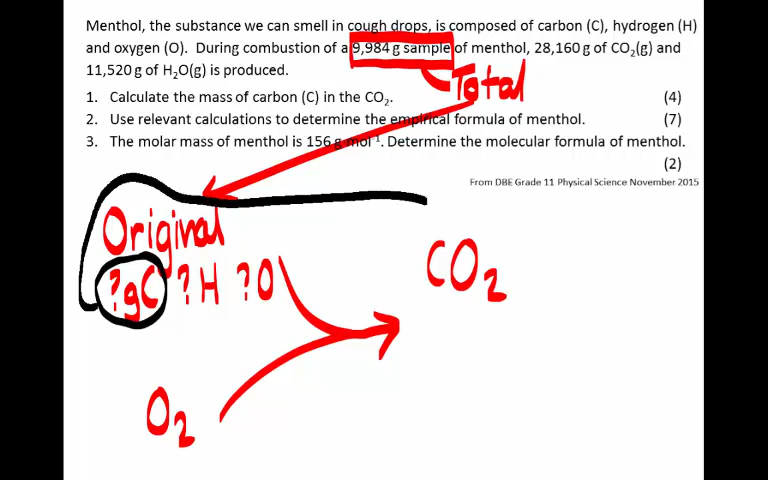 Menthol, the substance we can smell in cough drops, is composed of carbon (C), hydrogen (H)
and oxygen (O). During combustion of a 9,984 g sample of menthol, 28,160 g of CO₂(g) and
11,520 g of H₂O(g) is produced.
Total
1. Calculate the mass of carbon (C) in the CO₂. (4)
2. Use relevant calculations to determine the empirical formula of menthol. (7)
3. The molar mass of menthol is 156 g mol⁻¹. Determine the molecular formula of menthol.
(2)
From DBE Grade 11 Physical Science November 2015
Original
?gC ?H ?O
CO₂
O₂